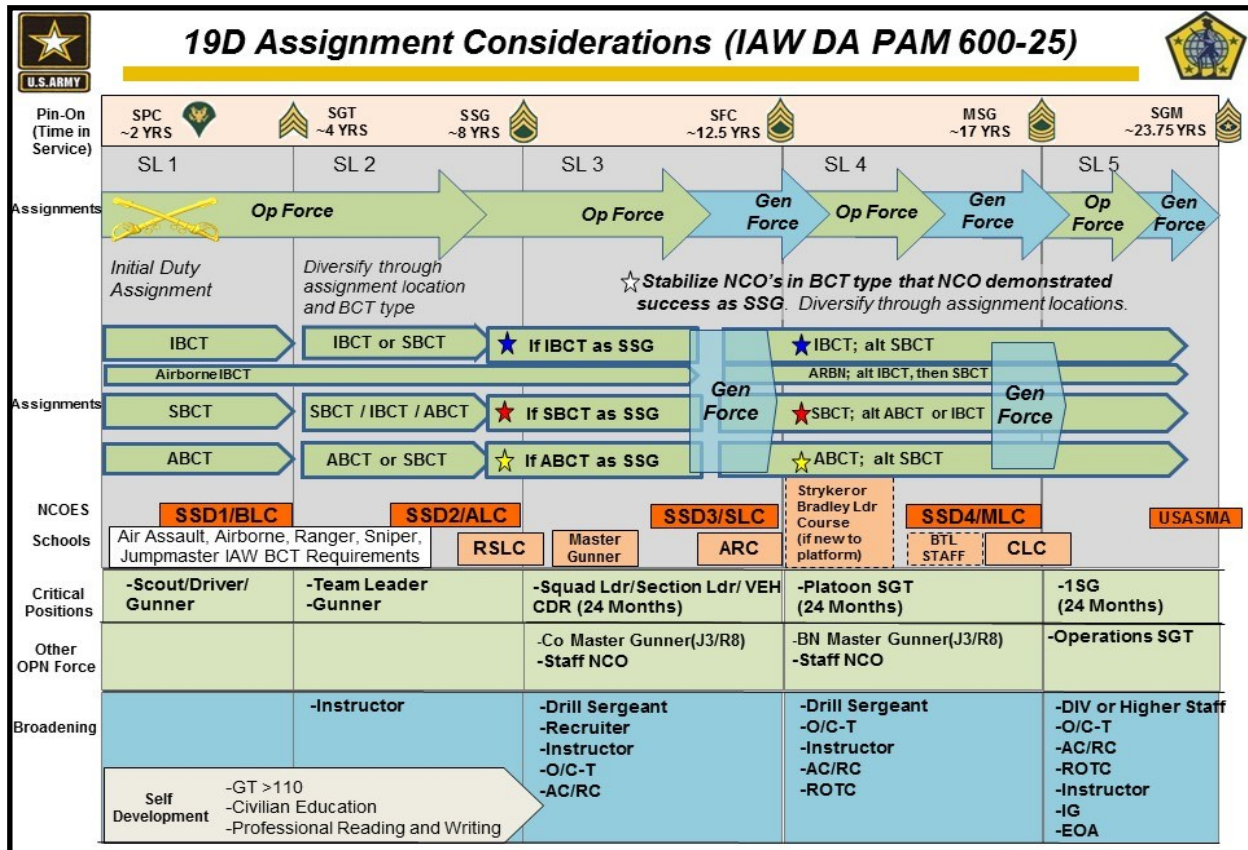 19D Assignment Considerations (IAW DA PAM 600-25)
U.S.ARMY
Pin-On
(Time in
Service)
SPC
~2 YRS
SGT
~4 YRS
SSG
~8 YRS
SFC
~12.5 YRS
MSG
~17 YRS
SGM
~23.75 YRS
SL 1
SL 2
SL 3
SL 4
SL 5
Assignments
Op Force
Op Force
Gen
Force
Op Force
Gen
Force
Op
Force
Gen
Force
Initial Duty
Assignment
Diversify through
assignment location
and BCT type
Stabilize NCO's in BCT type that NCO demonstrated
success as SSG. Diversify through assignment locations.
Assignments
IBCT
IBCT or SBCT
If IBCT as SSG
IBCT; alt SBCT
Airborne IBCT
ARBN; alt IBCT, then SBCT
SBCT
SBCT / IBCT / ABCT
If SBCT as SSG
SBCT; alt ABCT or IBCT
ABCT
ABCT or SBCT
If ABCT as SSG
ABCT; alt SBCT
Gen
Force
Gen
Force
NCOES
SSD1/BLC
SSD2/ALC
SSD3/SLC
SSD4/MLC
USASMA
Schools
Air Assault, Airborne, Ranger, Sniper,
Jumpmaster IAW BCT Requirements
RSLC
Master
Gunner
ARC
Stryker or
Bradley Ldr
Course
(if new to
platform)
BTL
STAFF
CLC
Critical
Positions
-Scout/Driver/
Gunner
-Team Leader
-Gunner
-Squad Ldr/Section Ldr/ VEH
CDR (24 Months)
-Platoon SGT
(24 Months)
-1SG
(24 Months)
Other
OPN Force
-Co Master Gunner(J3/R8)
-Staff NCO
-BN Master Gunner(J3/R8)
-Staff NCO
-Operations SGT
Broadening
-Instructor
-Drill Sergeant
-Recruiter
-Instructor
-O/C-T
-AC/RC
-Drill Sergeant
-O/C-T
-Instructor
-AC/RC
-ROTC
-DIV or Higher Staff
-O/C-T
-AC/RC
-ROTC
-Instructor
-IG
-EOA
Self
Development
-GT >110
-Civilian Education
-Professional Reading and Writing